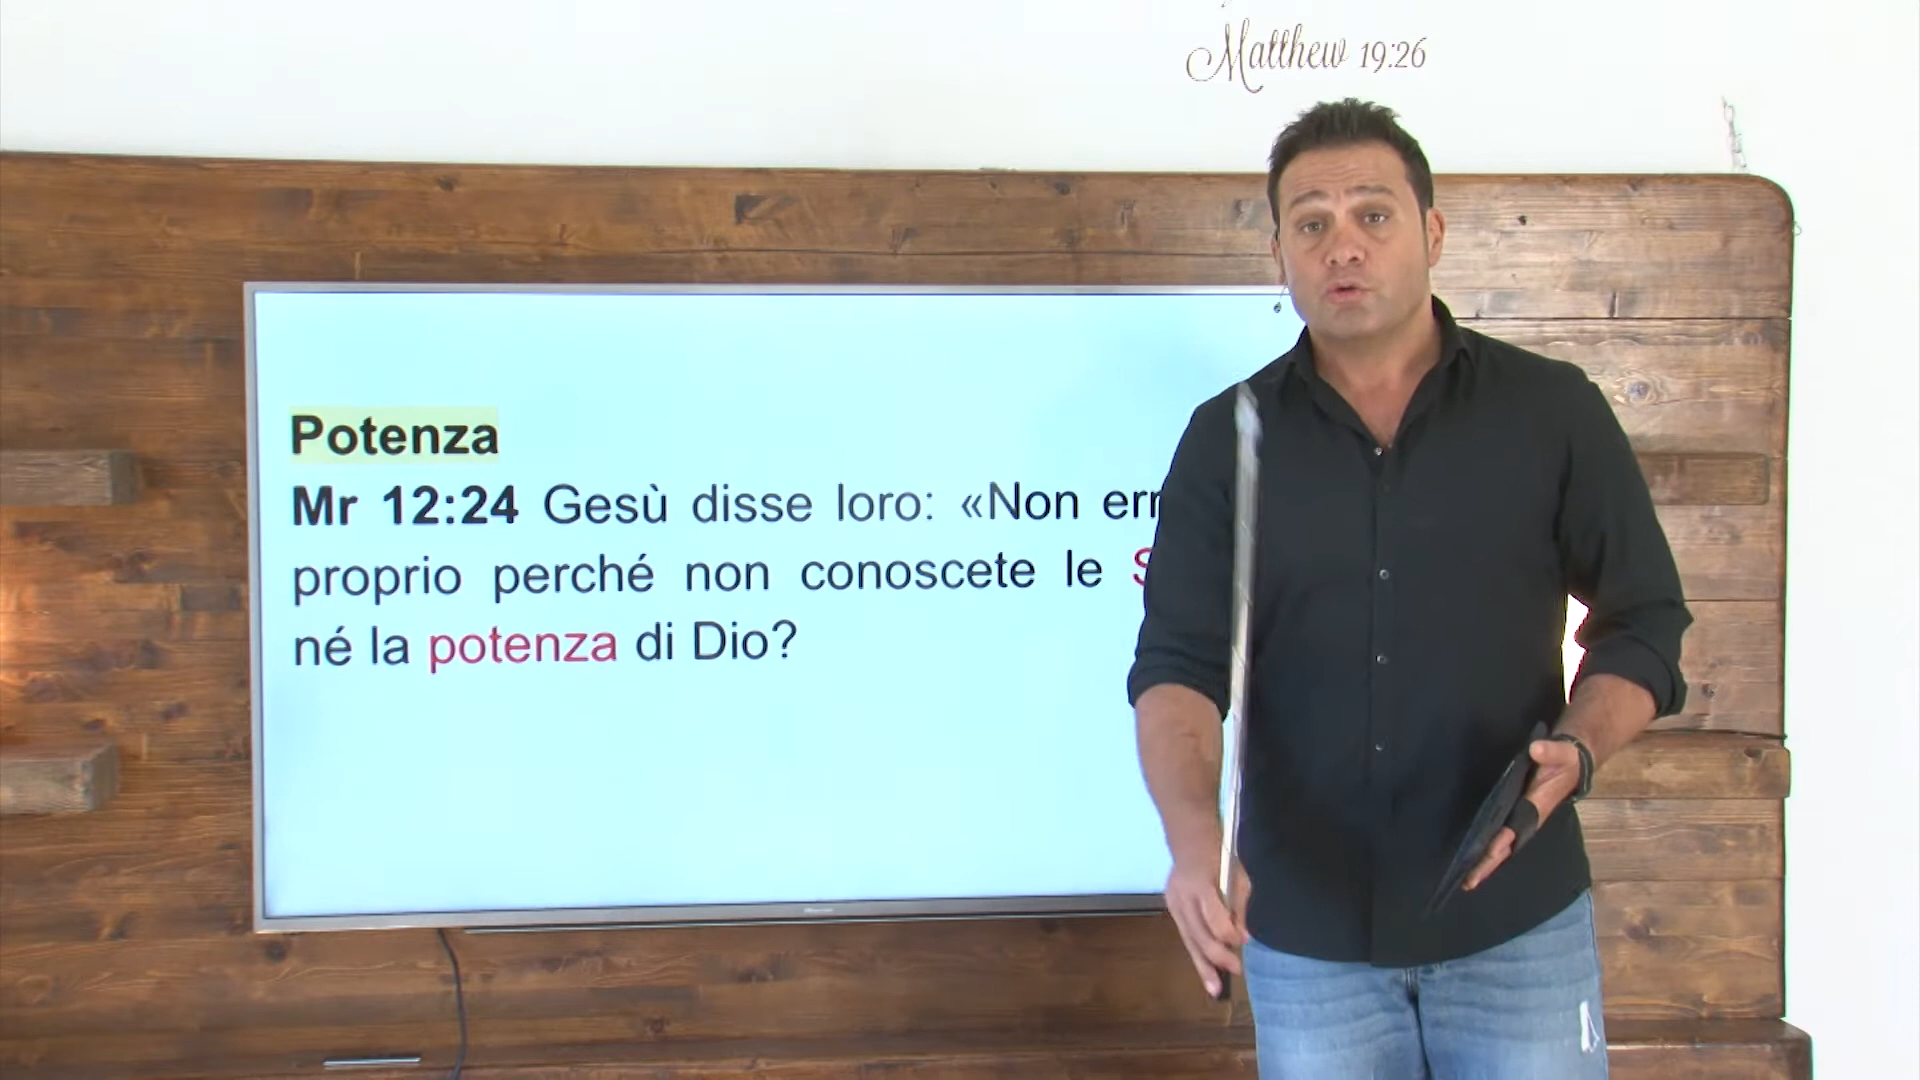 Matthew 19:26
Potenza
Mr 12:24 Gesù disse loro: «Non err
proprio perché non conoscete le S
né la potenza di Dio?